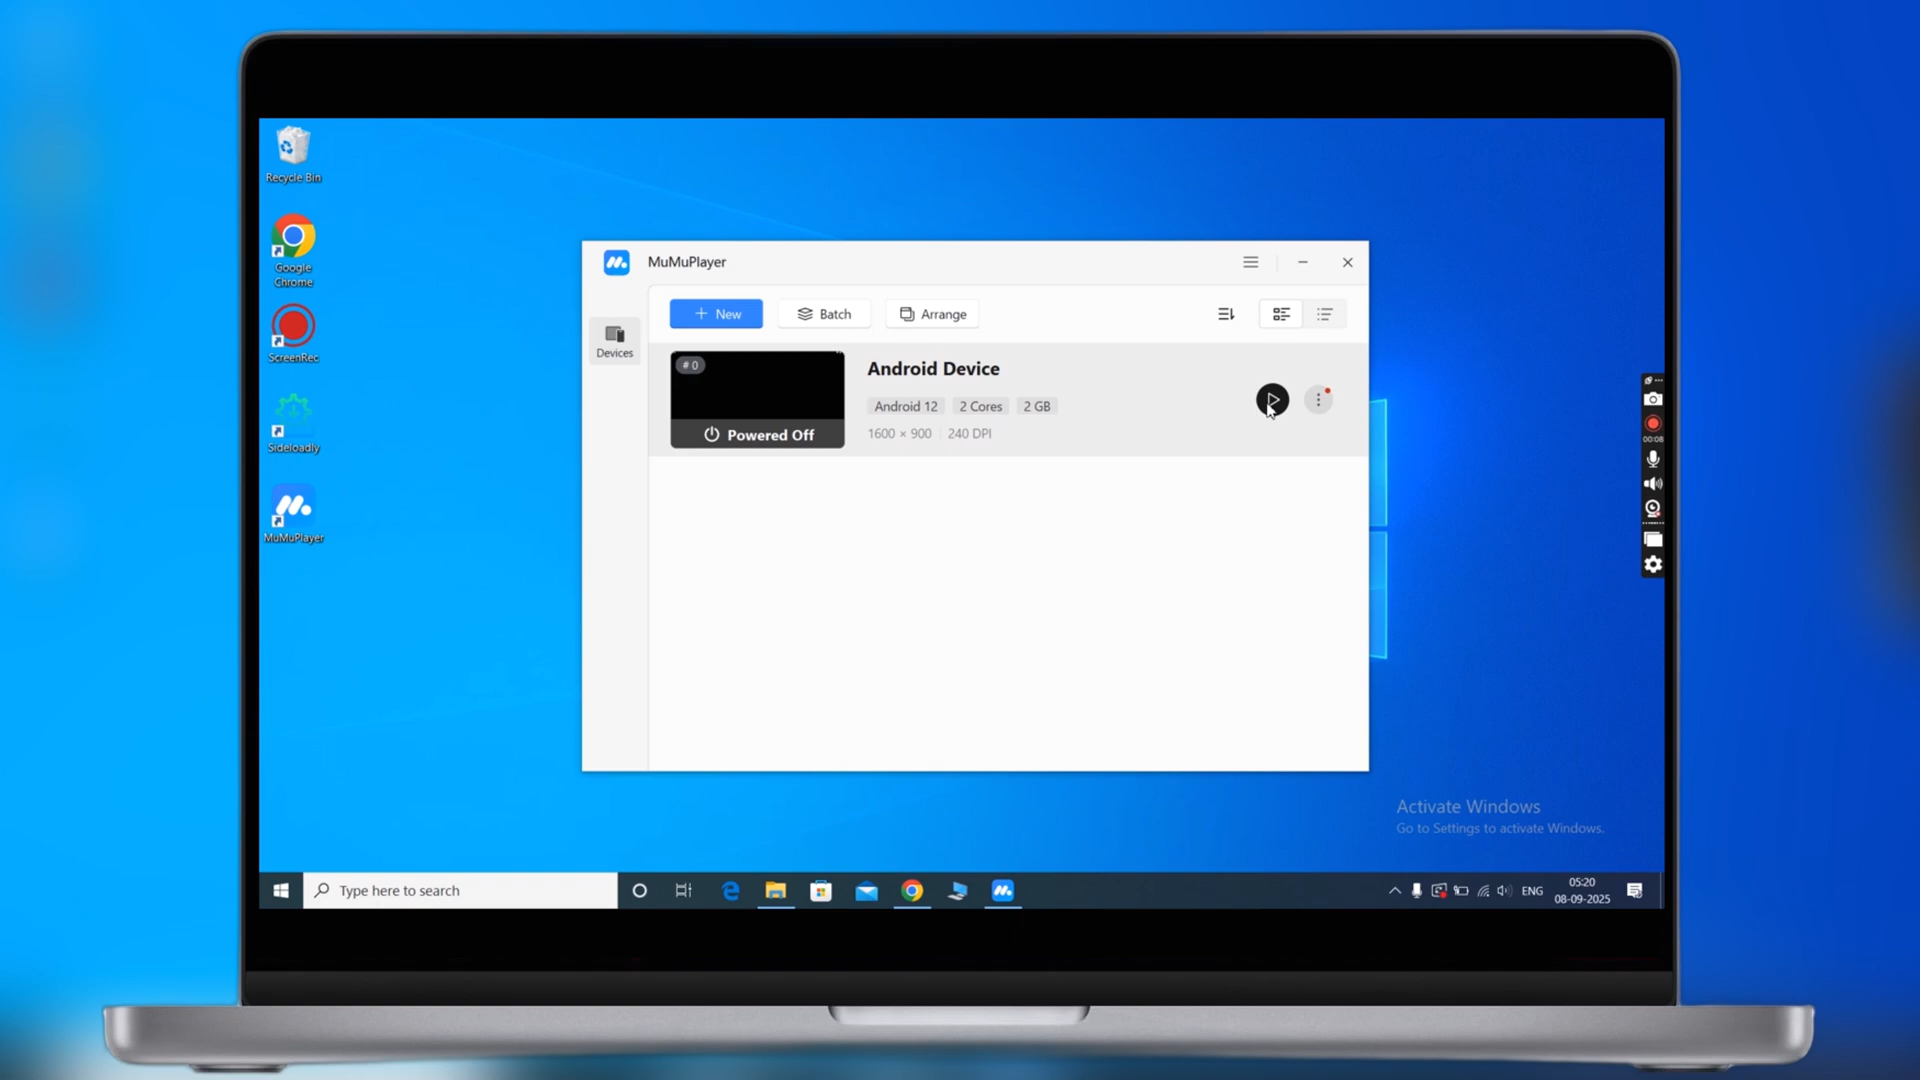 Recycle Bin
Google
Chrome
ScreenRec
Sideloadly
MuMuPlayer
MuMuPlayer
New
Batch
Arrange
Devices
# 0
Powered Off
Android Device
Android 12
2 Cores
2 GB
1600 × 900
240 DPI
00:08
Activate Windows
Go to Settings to activate Windows.
Type here to search
ENG
05:20
08-09-2025